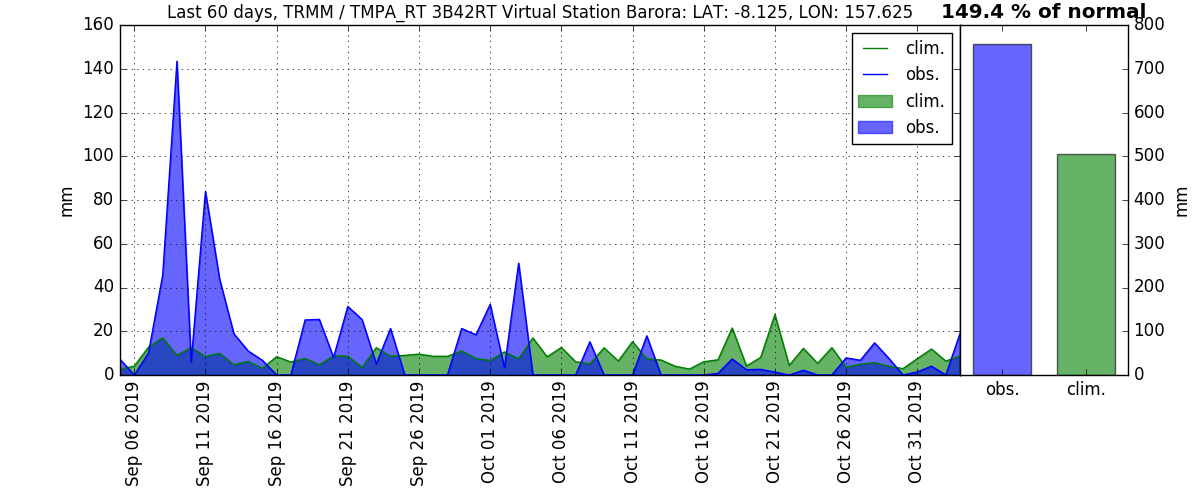 Last 60 days, TRMM / TMPA_RT 3B42RT Virtual Station Barora: LAT: -8.125, LON: 157.625
149.4 % of normal
mm
160
140
120
100
80
60
40
20
0
clim.
obs.
clim.
obs.
800
700
600
500
400
300
200
100
0
mm
Sep 06 2019
Sep 11 2019
Sep 16 2019
Sep 21 2019
Sep 26 2019
Oct 01 2019
Oct 06 2019
Oct 11 2019
Oct 16 2019
Oct 21 2019
Oct 26 2019
Oct 31 2019
obs.
clim.